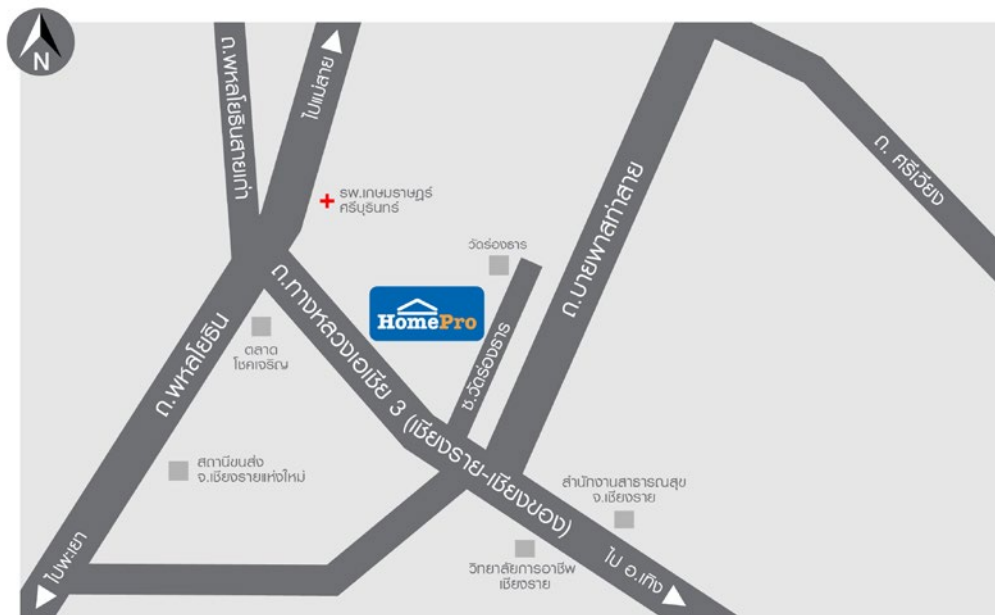 N
ถ.พหลโยธินสายเก่า
ไปแม่สาย
รพ.เกษมราษฎร์
ศรีบุรินทร์
ถ. ศรีเวียง
ถ.บายพาสท่าสาย
วัดร่องธาร
HomePro
ซ.วัดร่องธาร
ถ.ทางหลวงเอเชีย 3 (เชียงราย-เชียงของ)
ตลาด
โชคเจริญ
ถ.พหลโยธิน
สถานีขนส่ง
จ.เชียงรายแห่งใหม่
สำนักงานสาธารณสุข
จ.เชียงราย
วิทยาลัยการอาชีพ
เชียงราย
ไป อ.เทิง
ไปพะเยา